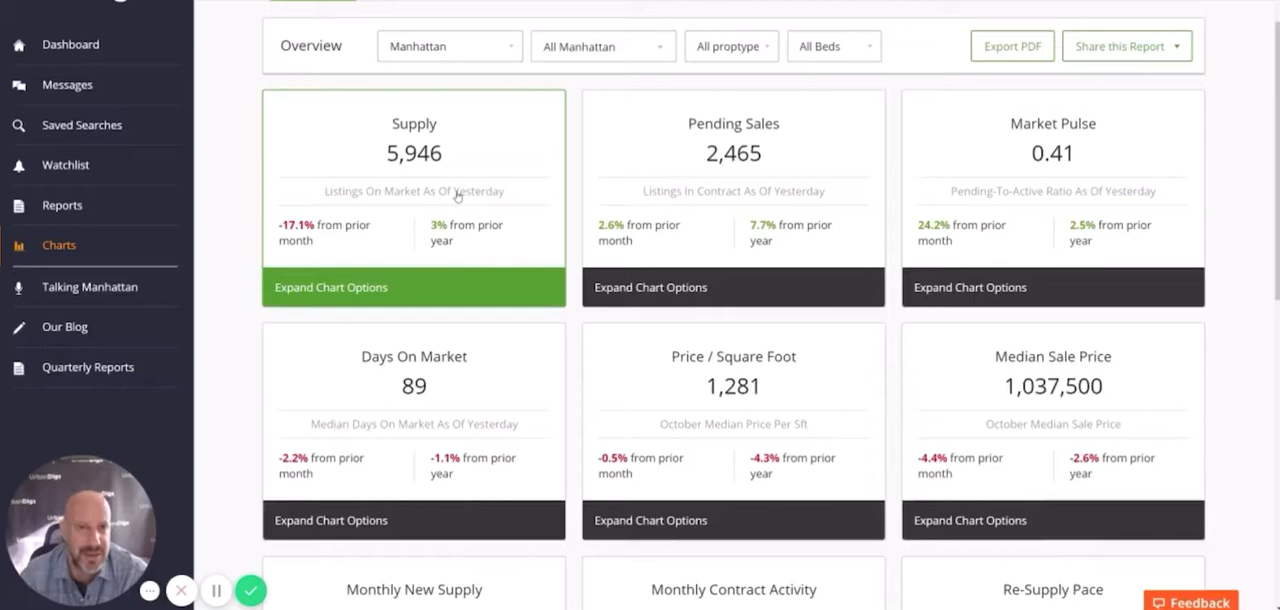 Dashboard
Messages
Saved Searches
Watchlist
Reports
Charts
Talking Manhattan
Our Blog
Quarterly Reports
Overview
Manhattan
All Manhattan
All proptype
All Beds
Export PDF
Share this Report
Supply
5,946
Listings On Market As Of Yesterday
-17.1% from prior
month
3% from prior
year
Expand Chart Options
Pending Sales
2,465
Listings In Contract As Of Yesterday
2.6% from prior
month
7.7% from prior
year
Expand Chart Options
Market Pulse
0.41
Pending-To-Active Ratio As Of Yesterday
24.2% from prior
month
2.5% from prior
year
Expand Chart Options
Days On Market
89
Median Days On Market As Of Yesterday
-2.2% from prior
month
-1.1% from prior
year
Expand Chart Options
Price / Square Foot
1,281
October Median Price Per Sft
-0.5% from prior
month
-4.3% from prior
year
Expand Chart Options
Median Sale Price
1,037,500
October Median Sale Price
-4.4% from prior
month
-2.6% from prior
year
Expand Chart Options
Monthly New Supply
Monthly Contract Activity
Re-Supply Pace
Feedback